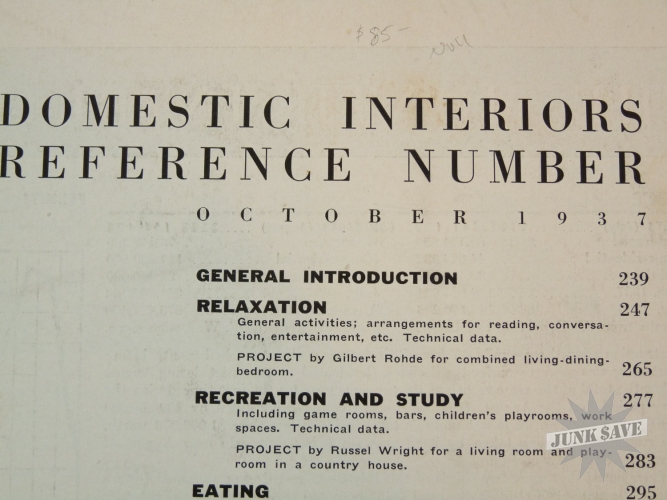 $85-
DOMESTIC INTERIORS
REFERENCE NUMBER
OCTOBER 1937
GENERAL INTRODUCTION 239
RELAXATION 247
General activities; arrangements for reading, conversa-
tion, entertainment, etc. Technical data.
PROJECT by Gilbert Rohde for combined living-dining-
bedroom. 265
RECREATION AND STUDY 277
Including game rooms, bars, children's playrooms, work
spaces. Technical data.
PROJECT by Russel Wright for a living room and play-
room in a country house. 283
EATING 295
JUNK SAVE